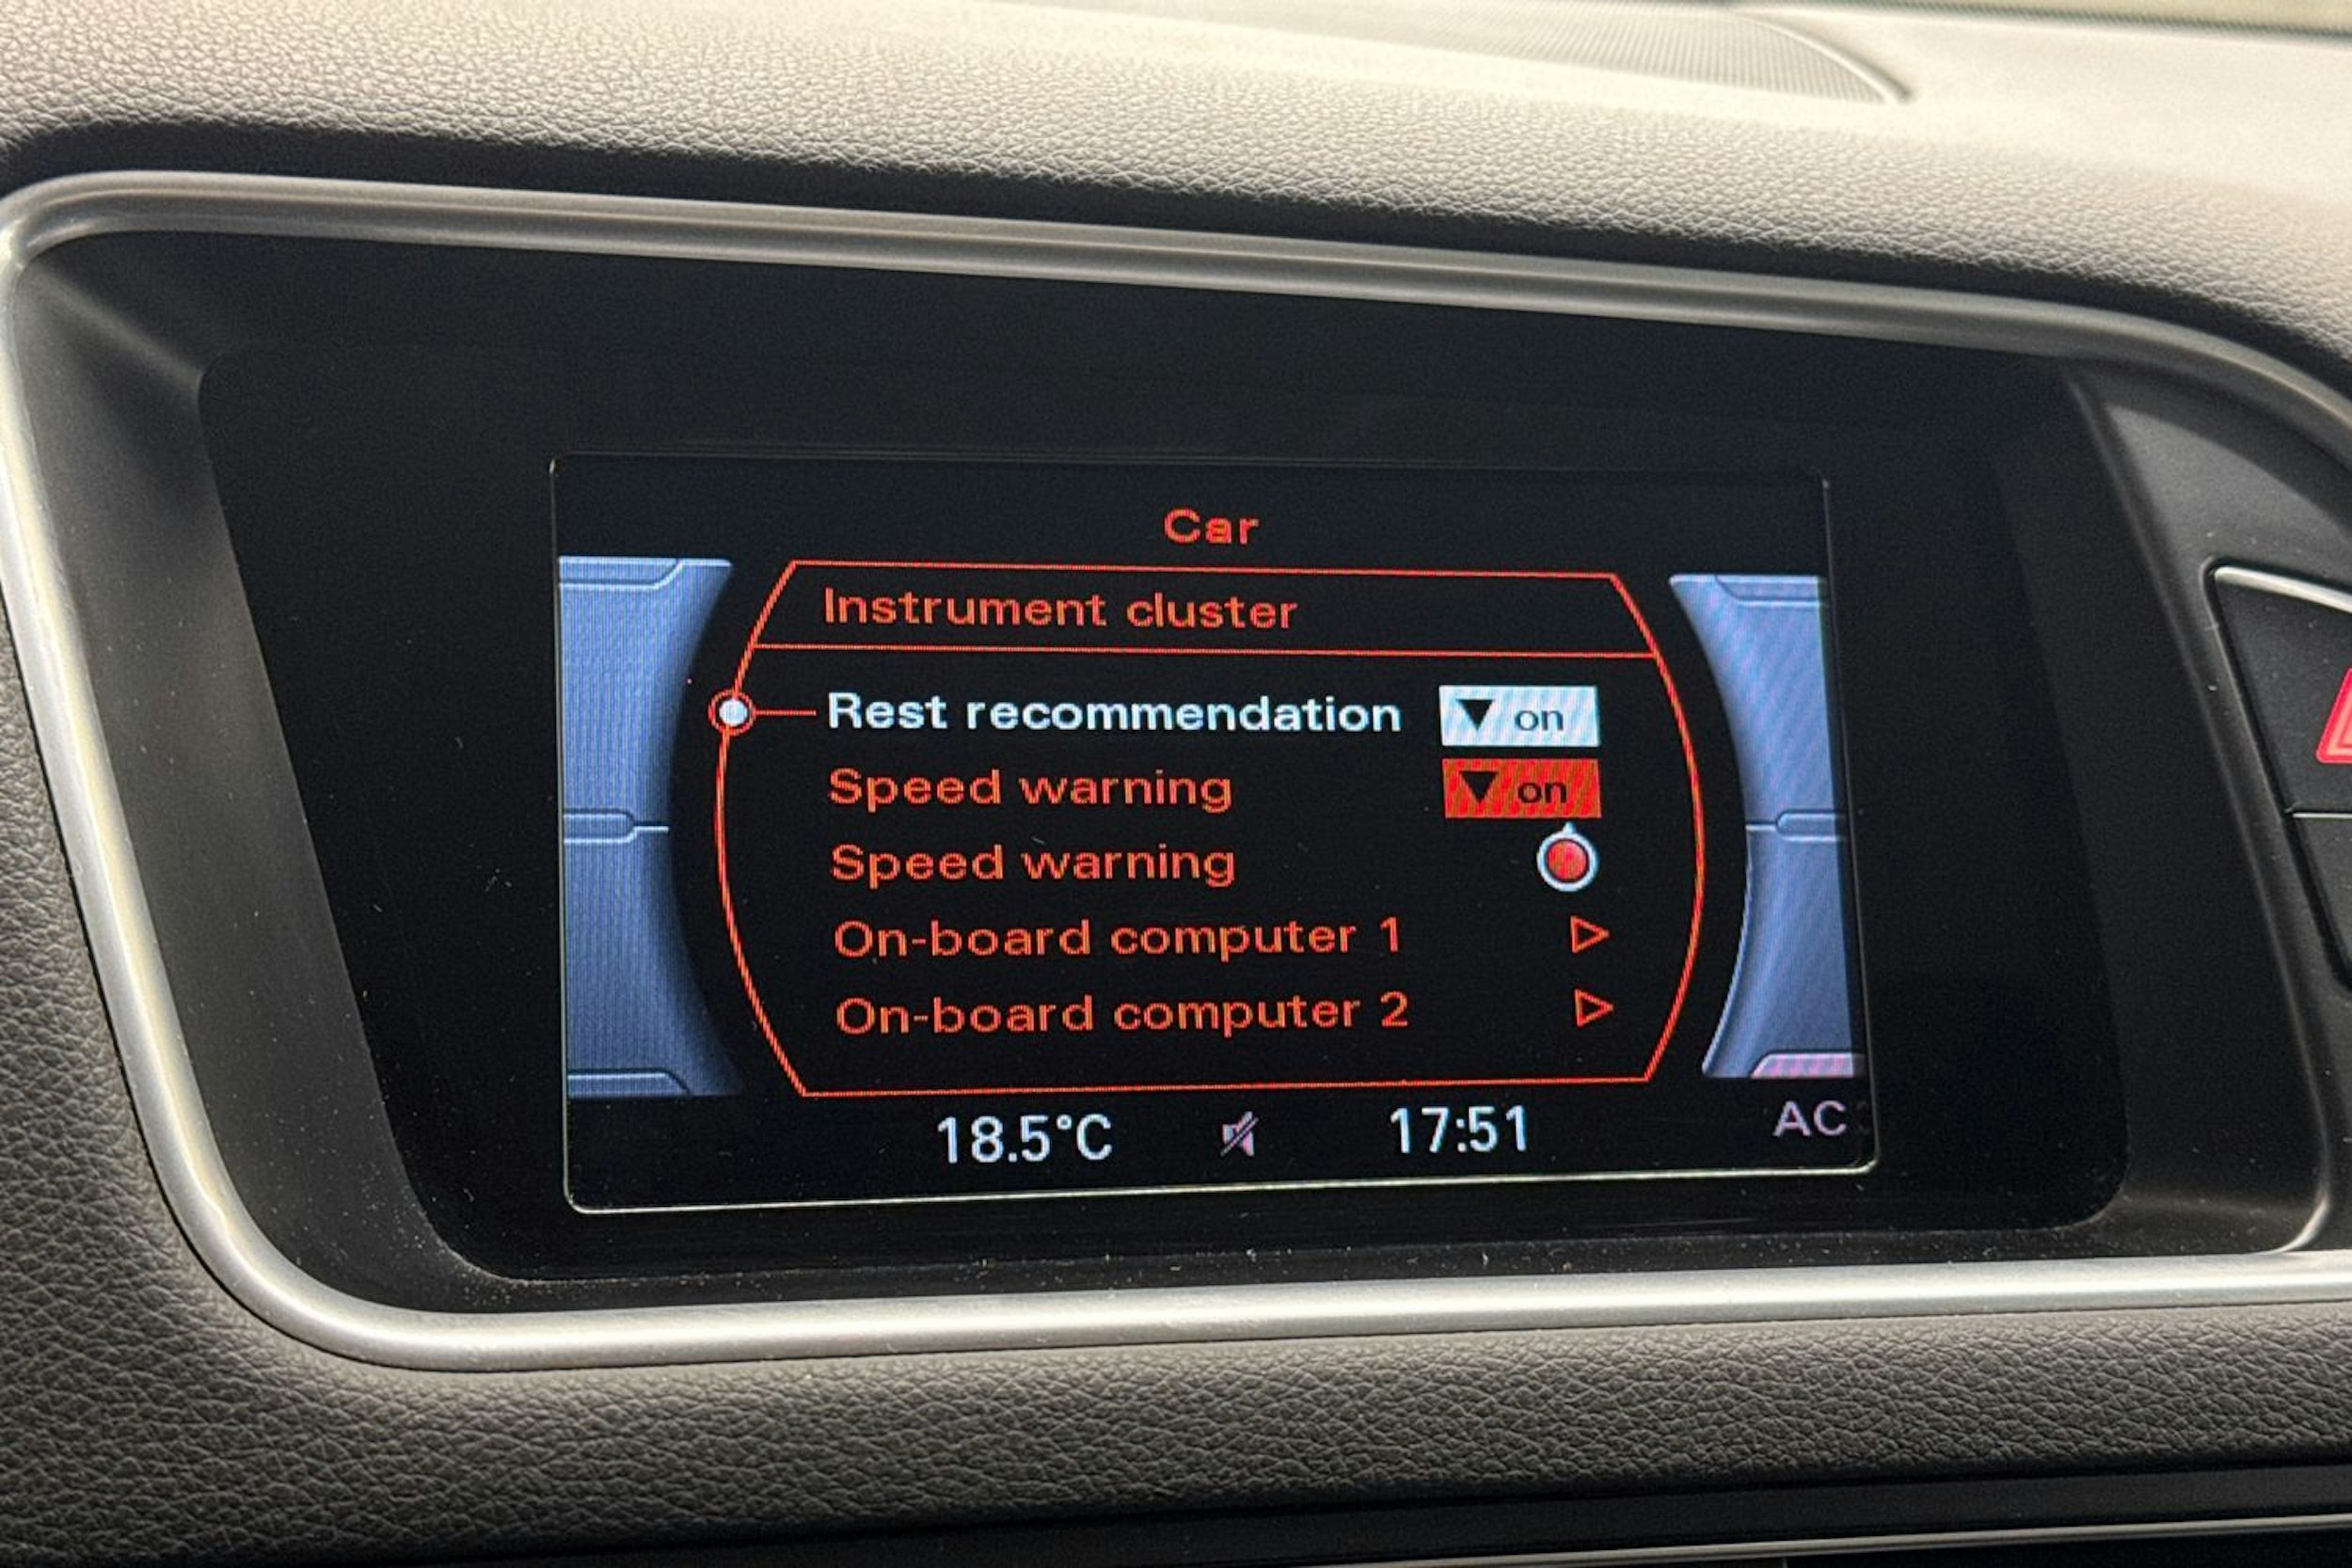 Car
Instrument cluster
Rest recommendation on
Speed warning on
Speed warning
On-board computer 1
On-board computer 2
18.5°C 17:51 AC